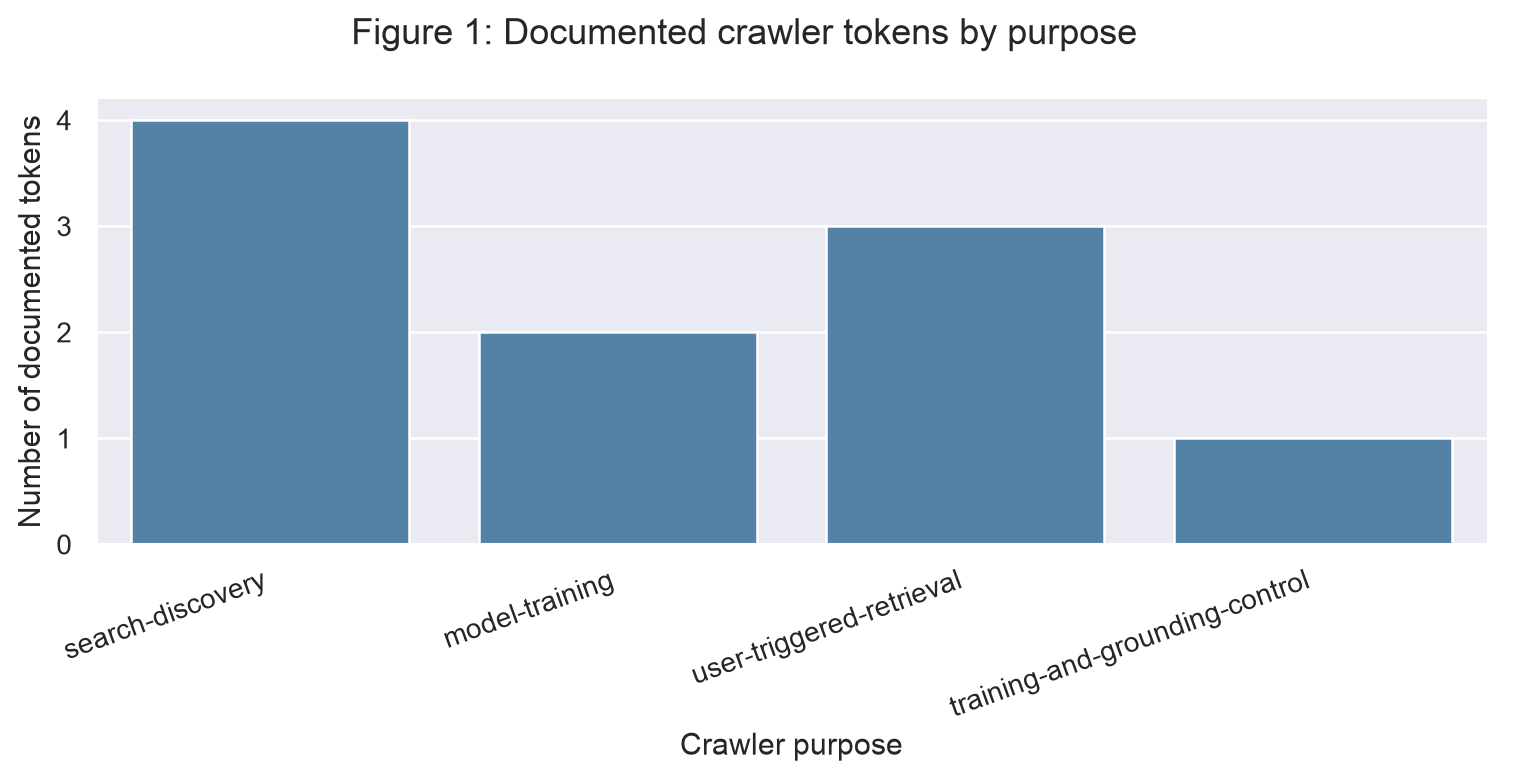 Figure 1: Documented crawler tokens by purpose
Number of documented tokens
4
3
2
1
0
search-discovery
model-training
user-triggered-retrieval
training-and-grounding-control
Crawler purpose